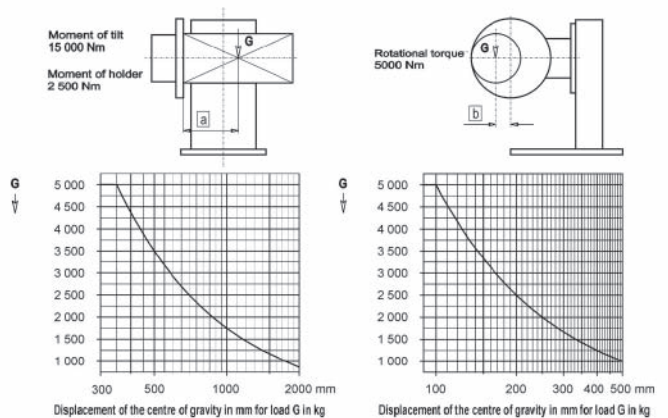 Moment of tilt
15 000 Nm
Moment of holder
2 500 Nm
G
a
Rotational torque
5000 Nm
G
b
G
5 000
4 500
4 000
3 500
3 000
2 500
2 000
1 500
1 000
300 500 1000 2000 mm
Displacement of the centre of gravity in mm for load G in kg
G
5 000
4 500
4 000
3 500
3 000
2 500
2 000
1 500
1 000
100 200 300 400 500 mm
Displacement of the centre of gravity in mm for load G in kg